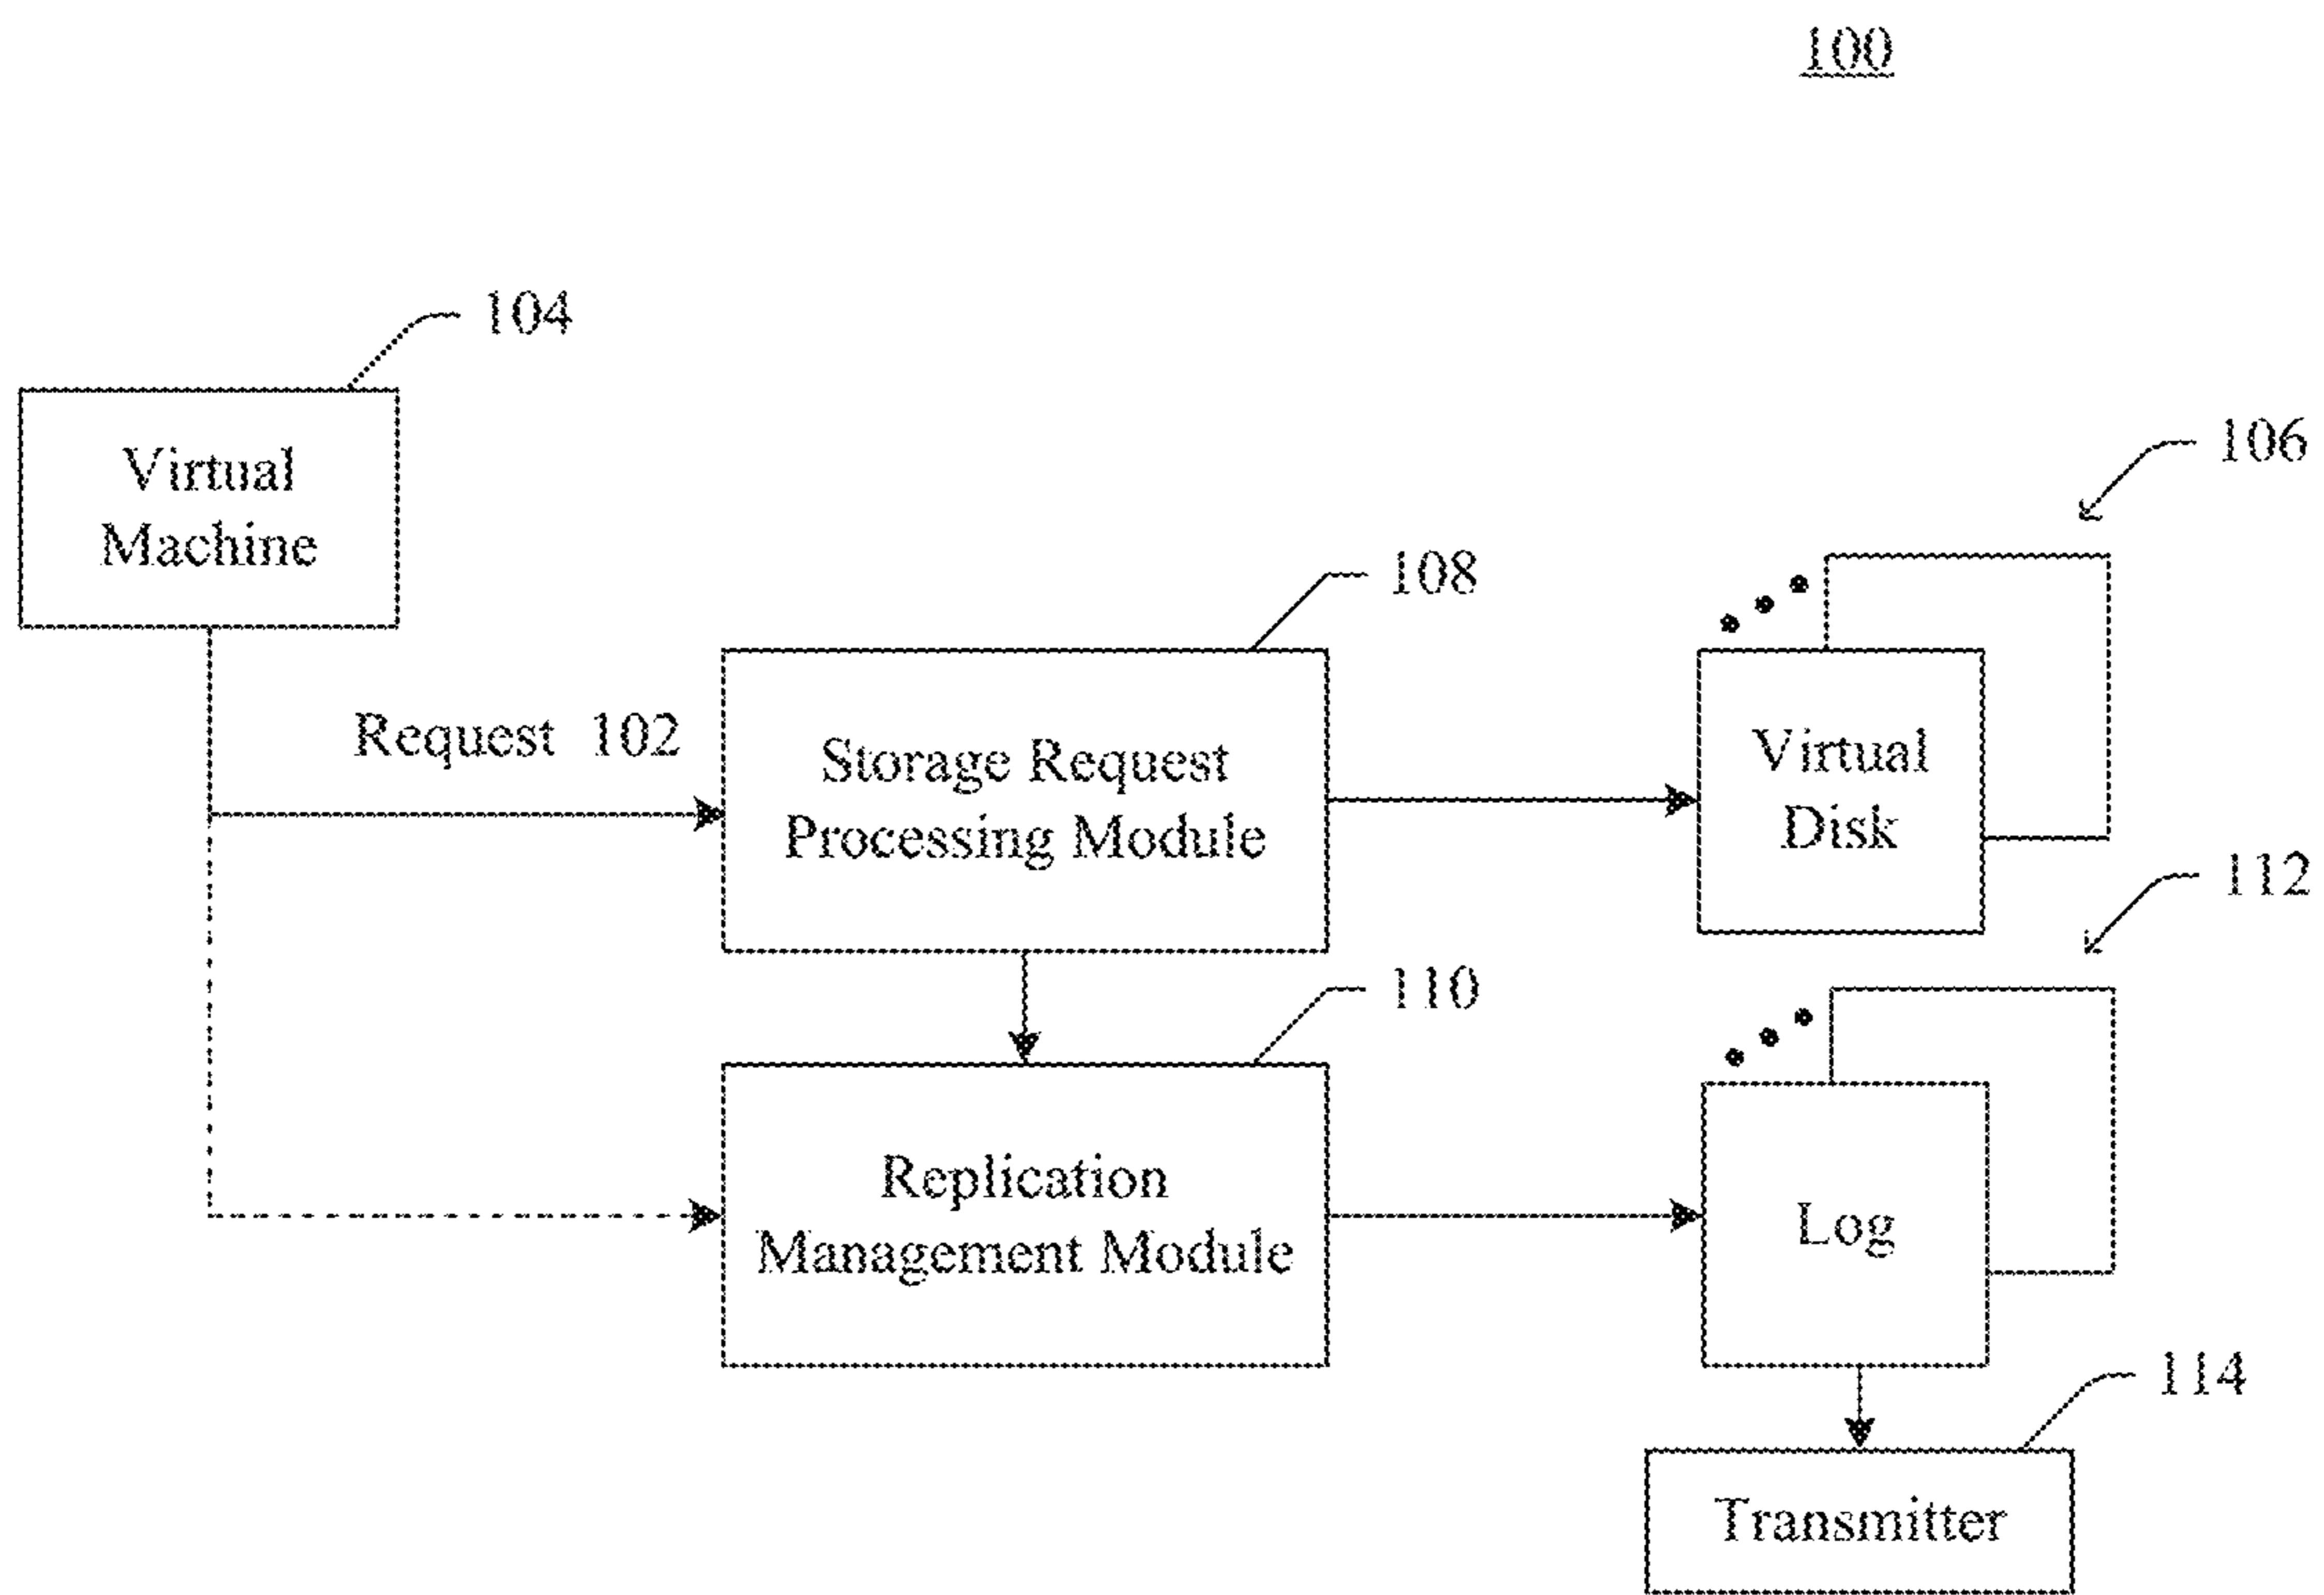 100
104
Virtual
Machine
106
108
Request 102
Storage Request
Processing Module
Virtual
Disk
112
110
Replication
Management Module
Log
114
Transmitter